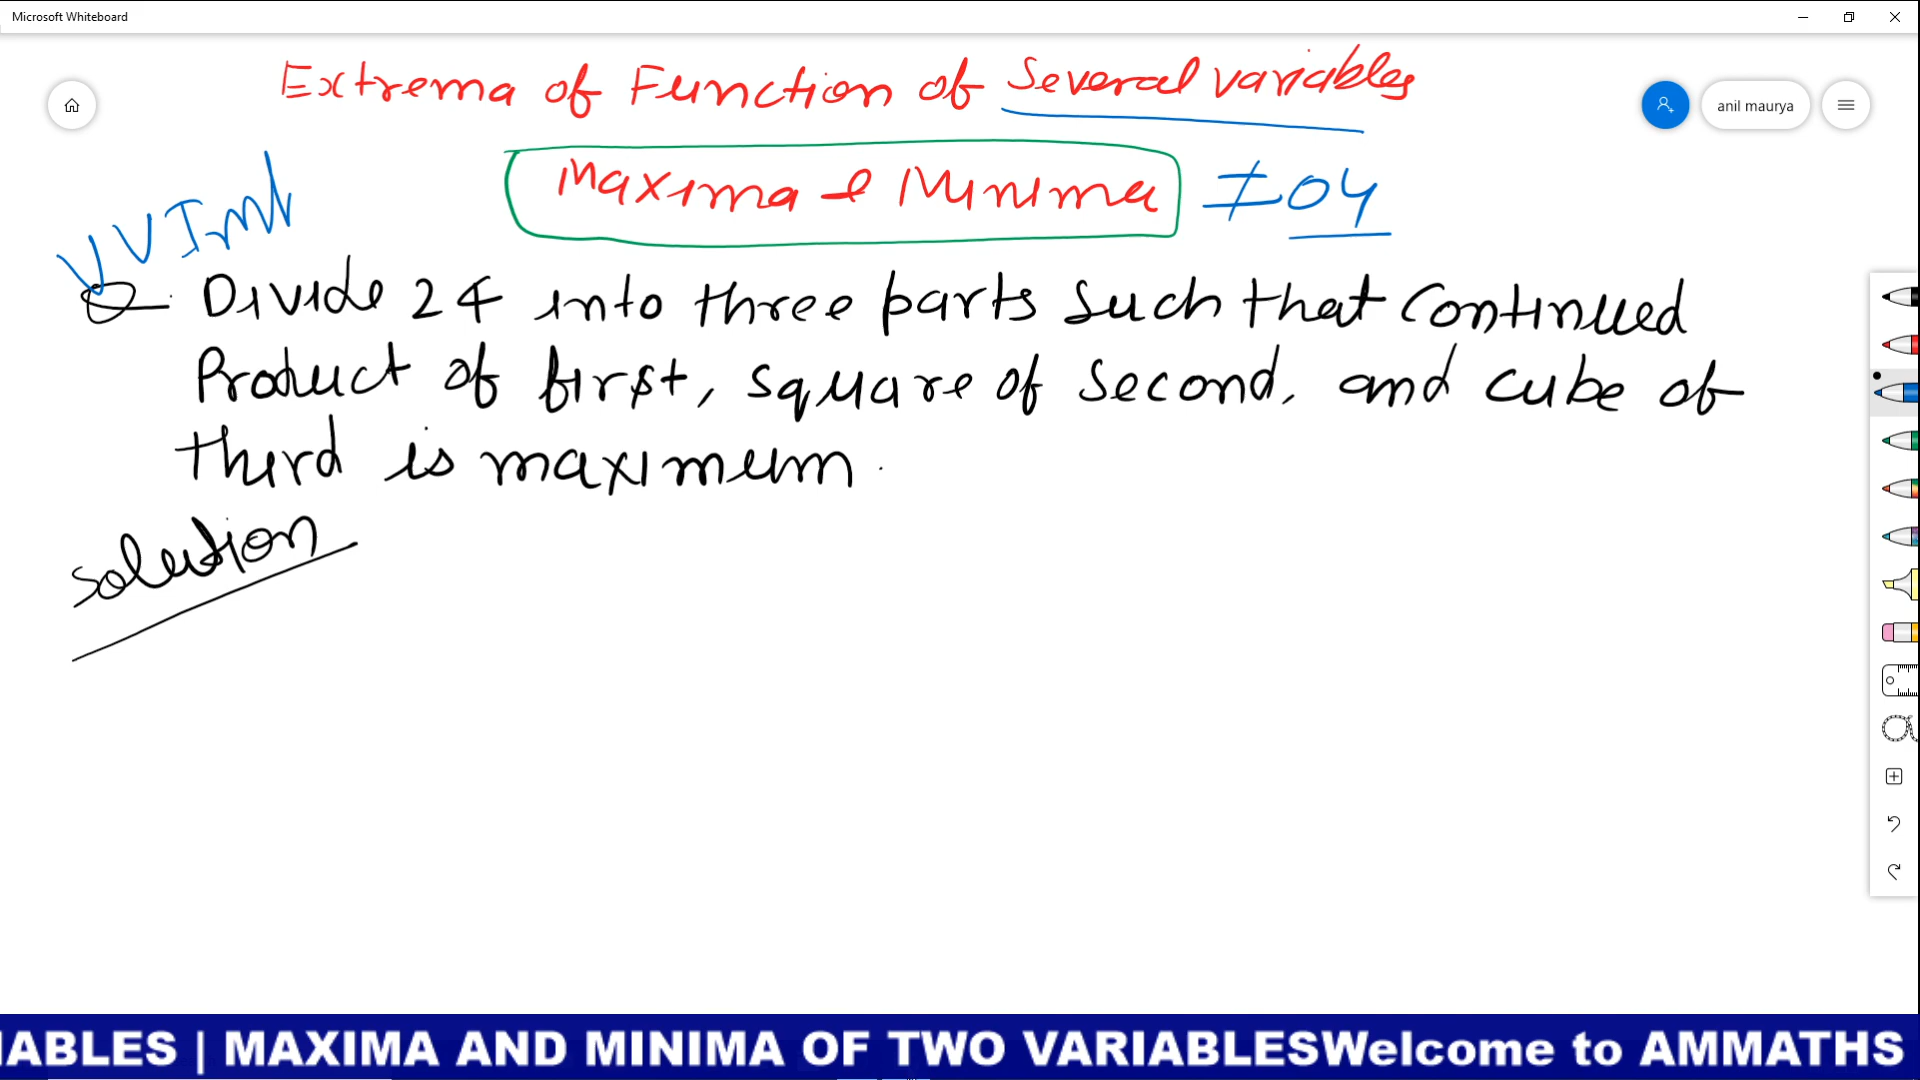 Microsoft Whiteboard
Extrema of Function of Several variables
anil maurya
Maxima & Minima I 04
VVImt
Q Divide 24 into three parts such that continued
Product of first, square of second, and cube of
third is maximum.
solution
IABLES | MAXIMA AND MINIMA OF TWO VARIABLESWelcome to AMMATHS